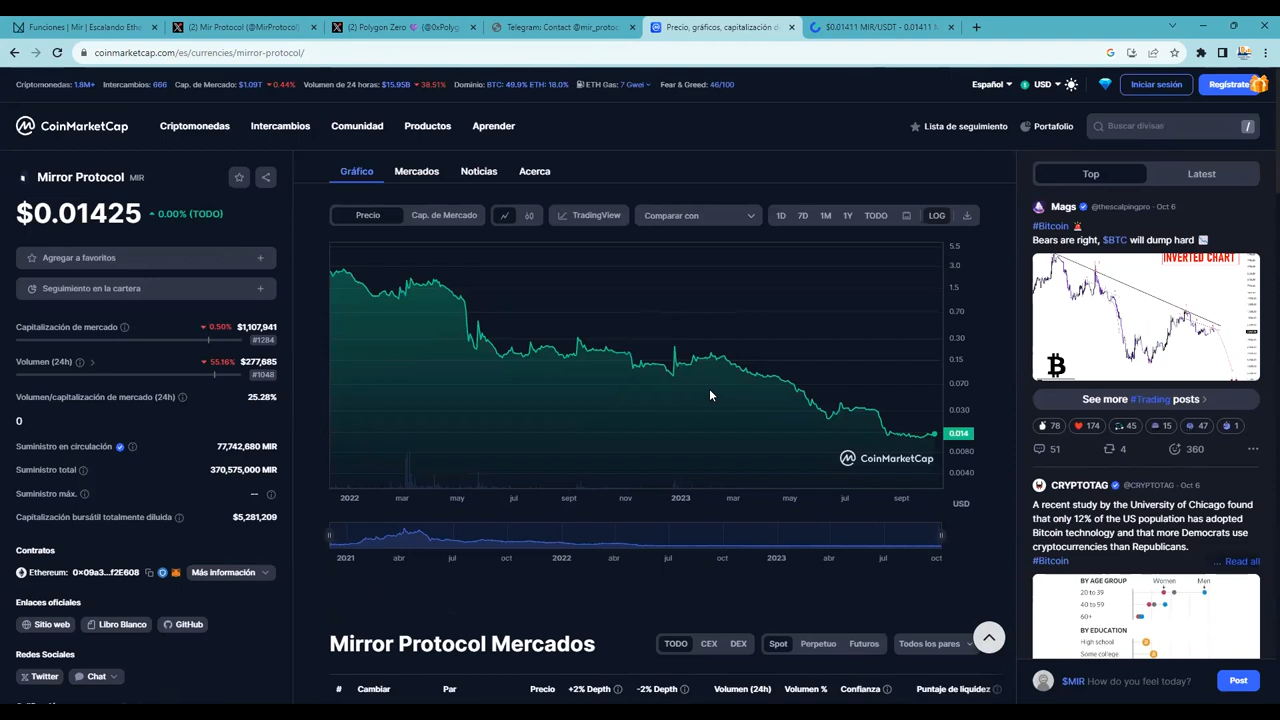 Funciones | Mir | Escalando Ethe
Mir Protocol (@MirProtocol)
(2) Polygon Zero (@0xPolyg
Telegram: Contact @mir_protoc
Precio, gráficos, capitalización d
$0.01411 MIR/USDT - 0.01411 M
coinmarketcap.com/es/currencies/mirror-protocol/
Criptomonedas: 1.8M+ Intercambios: 666 Cap. de Mercado: $1.09T 0.44% Volumen de 24 horas: $15.95B 38.51% Dominio: BTC: 49.9% ETH: 18.0% ETH Gas: 7 Gwei Fear & Greed: 46/100
Español USD Iniciar sesión Regístrate
CoinMarketCap Criptomonedas Intercambios Comunidad Productos Aprender
Lista de seguimiento Portafolio Buscar divisas /
Mirror Protocol MIR
$0.01425 0.00% (TODO)
Agregar a favoritos +
Seguimiento en la cartera +
Capitalización de mercado 0.50% $1,107,941
#1284
Volumen (24h) 55.16% $277,685
#1048
Volumen/capitalización de mercado (24h) 25.28%
0
Suministro en circulación 77,742,680 MIR
Suministro total 370,575,000 MIR
Suministro máx. --
Capitalización bursátil totalmente diluida $5,281,209
Contratos
Ethereum: 0x09a3...f2E608 Más información
Enlaces oficiales
Sitio web Libro Blanco GitHub
Redes Sociales
Twitter Chat
Gráfico Mercados Noticias Acerca
Precio Cap. de Mercado TradingView Comparar con 1D 7D 1M 1Y TODO LOG
5.5
3.0
1.5
0.70
0.30
0.15
0.070
0.030
0.014
0.0080
0.0040
CoinMarketCap
2022 mar may jul sept nov 2023 mar may jul sept USD
2021 abr jul oct 2022 abr jul oct 2023 abr jul oct
Mirror Protocol Mercados TODO CEX DEX Spot Perpetuo Futuros Todos los pares
# Cambiar Par Precio +2% Depth -2% Depth Volumen (24h) Volumen % Confianza Puntaje de liquidez
Top Latest
Mags @thescalpingpro · Oct 6
#Bitcoin
Bears are right, $BTC will dump hard
INVERTED CHART
B
See more #Trading posts
78 174 45 15 47 1
51 4 360
CRYPTOTAG @CRYPTOTAG · Oct 6
A recent study by the University of Chicago found
that only 12% of the US population has adopted
Bitcoin technology and that more Democrats use
cryptocurrencies than Republicans.
#Bitcoin ... Read all
BY AGE GROUP Women Men
20 to 39
40 to 59
60+
BY EDUCATION
High school
Some college
$MIR How do you feel today? Post